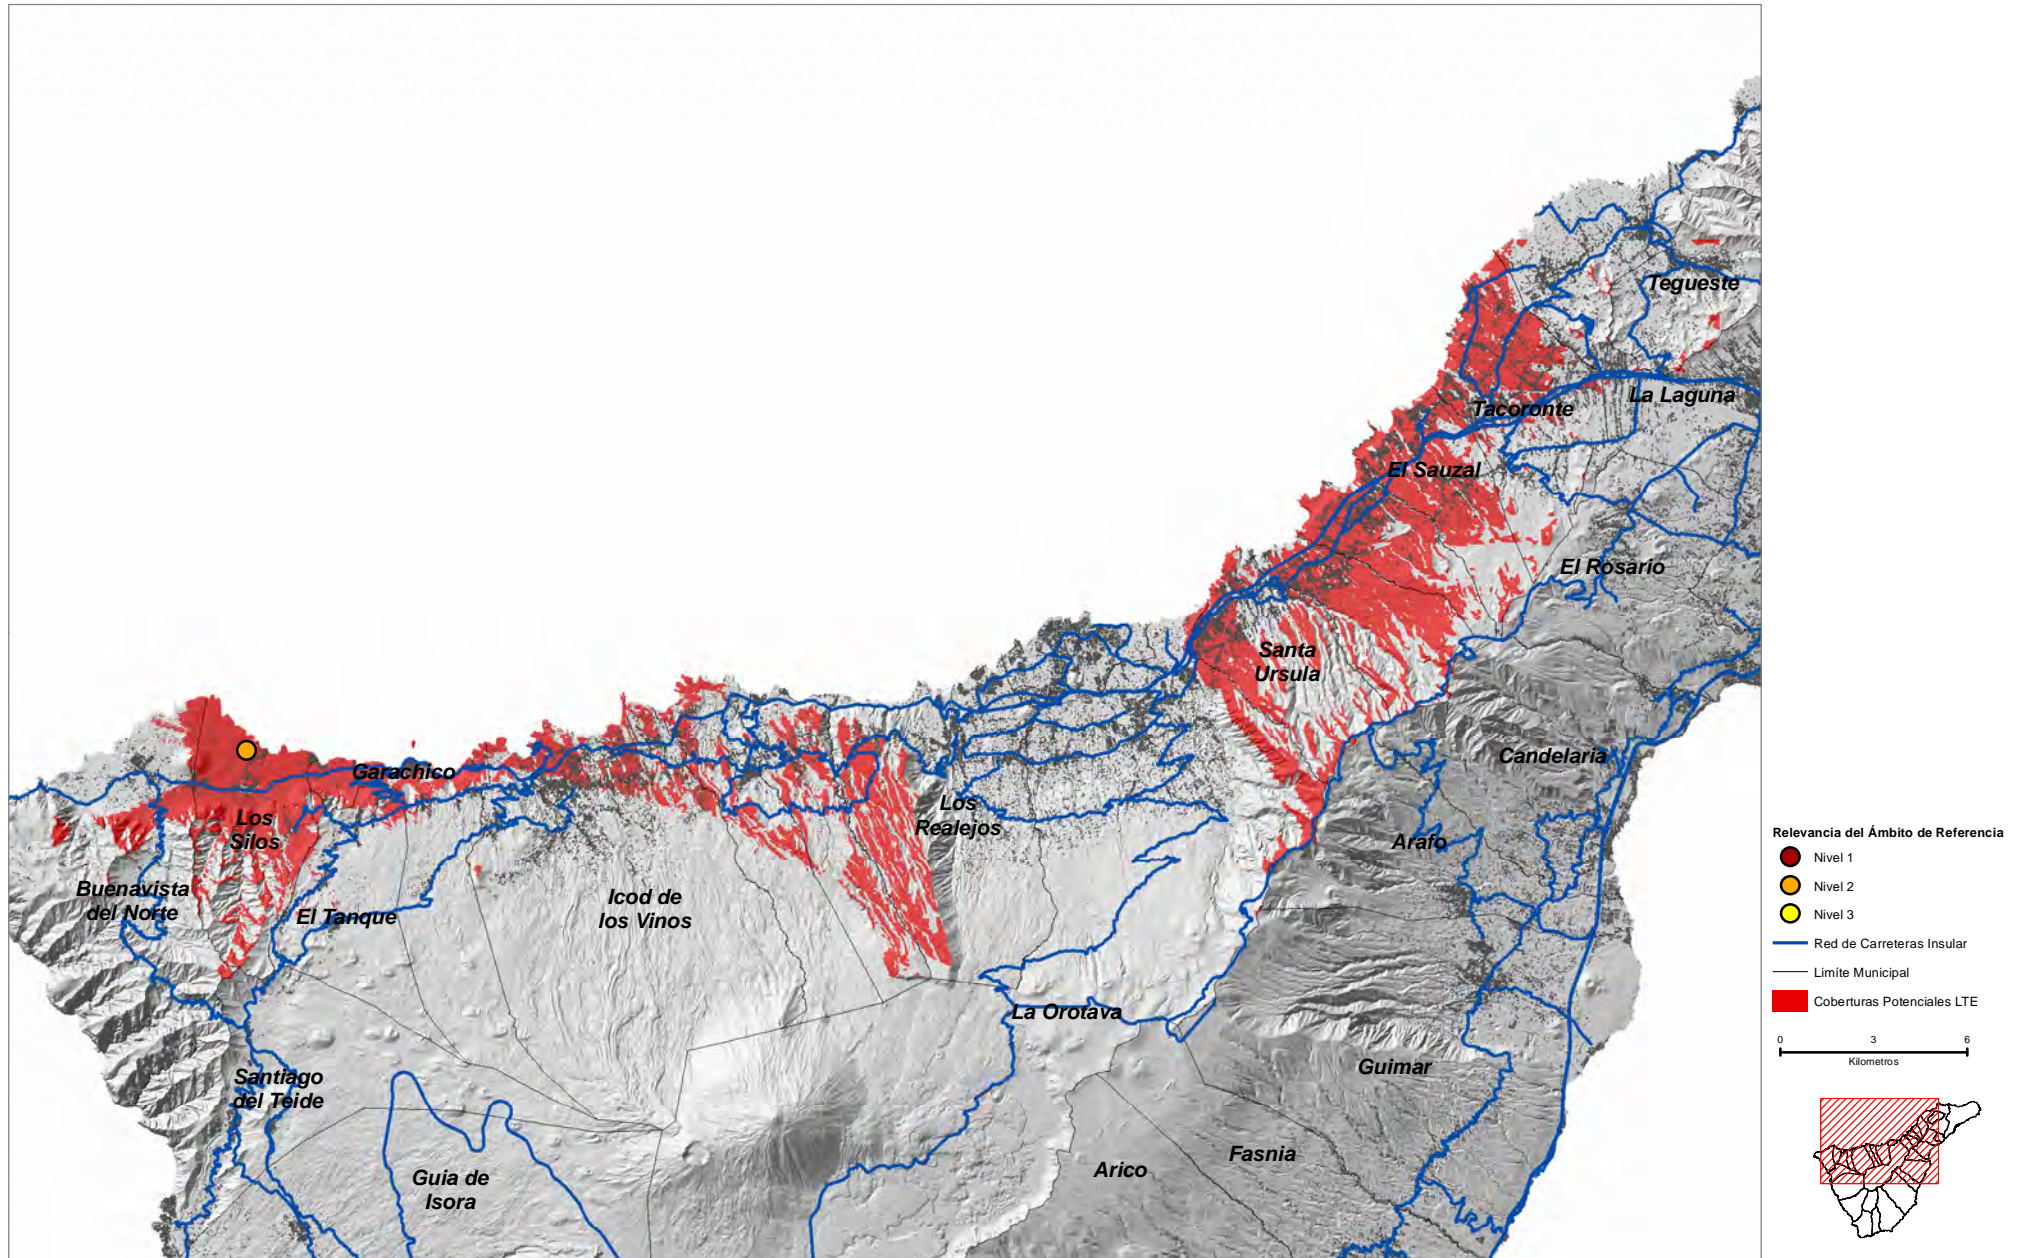 Tegueste
La Laguna
Tacoronte
El Sauzal
El Rosario
Santa
Ursula
Candelaria
Garachico
Los
Silos
Los
Realejos
Arafo
Buenavista
del Norte
El Tanque
Icod de
los Vinos
La Orotava
Guimar
Santiago
del Teide
Guia de
Isora
Arico
Fasnia
Relevancia del Ámbito de Referencia
Nivel 1
Nivel 2
Nivel 3
Red de Carreteras Insular
Limíte Municipal
Coberturas Potenciales LTE
0 3 6
Kilometros